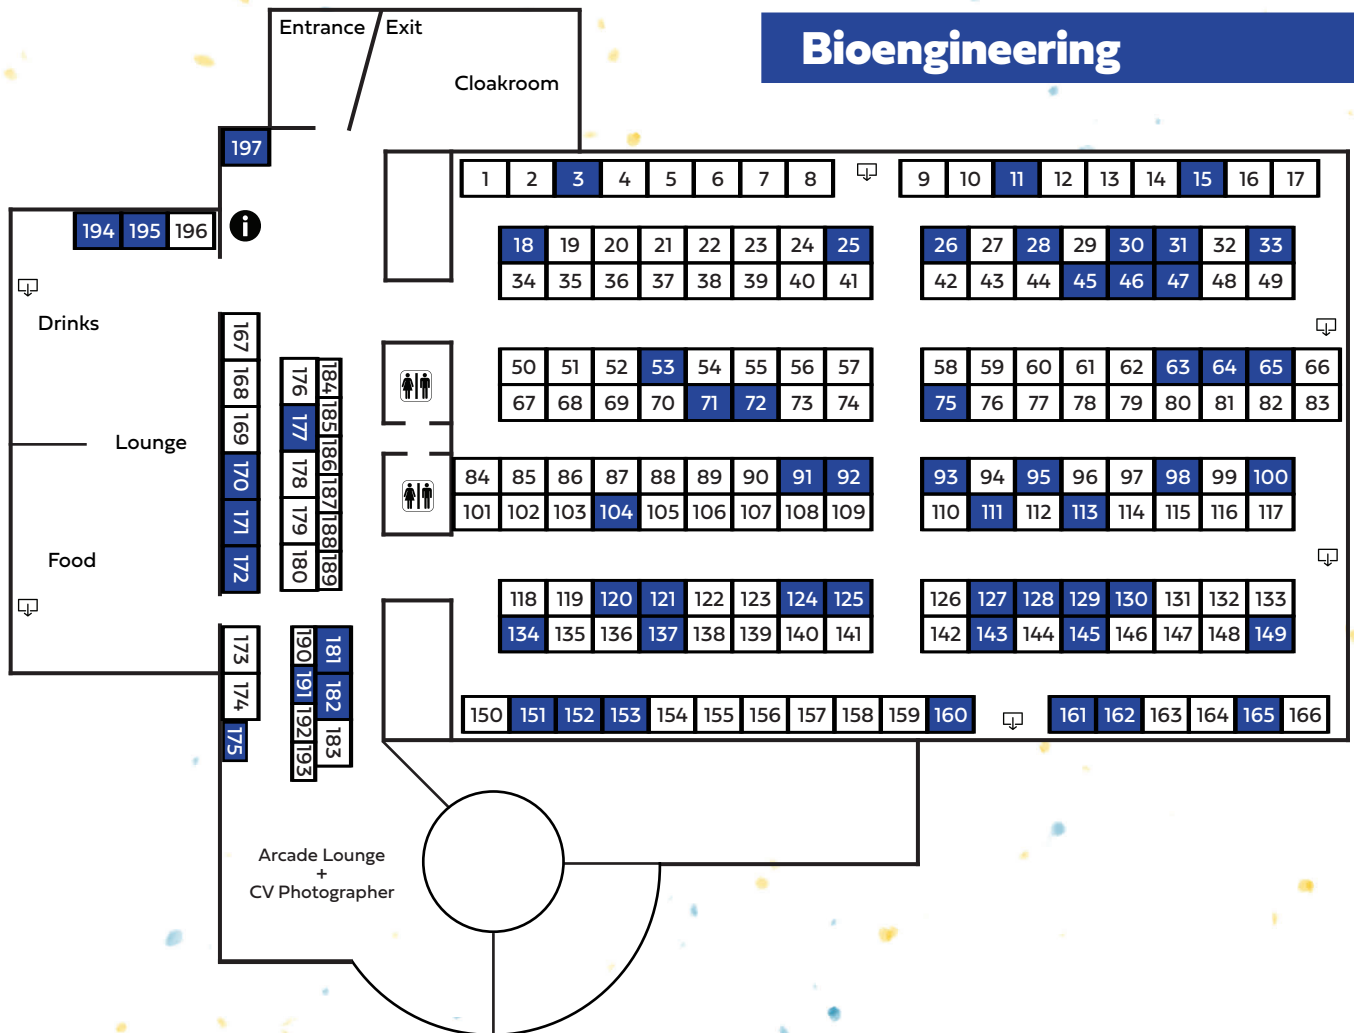 Bioengineering
Entrance Exit
Cloakroom
197
1 2 3 4 5 6 7 8
9 10 11 12 13 14 15 16 17
194 195 196 i
18 19 20 21 22 23 24 25
26 27 28 29 30 31 32 33
34 35 36 37 38 39 40 41
42 43 44 45 46 47 48 49
Drinks
Lounge
Food
167
168
169
170
171
172
173
174
175
176
177
178
179
180
184
185
186
187
188
189
190
191
192
193
181
182
183
50 51 52 53 54 55 56 57
58 59 60 61 62 63 64 65 66
67 68 69 70 71 72 73 74
75 76 77 78 79 80 81 82 83
84 85 86 87 88 89 90 91 92
93 94 95 96 97 98 99 100
101 102 103 104 105 106 107 108 109
110 111 112 113 114 115 116 117
118 119 120 121 122 123 124 125
126 127 128 129 130 131 132 133
134 135 136 137 138 139 140 141
142 143 144 145 146 147 148 149
150 151 152 153 154 155 156 157 158 159 160
161 162 163 164 165 166
Arcade Lounge
+
CV Photographer